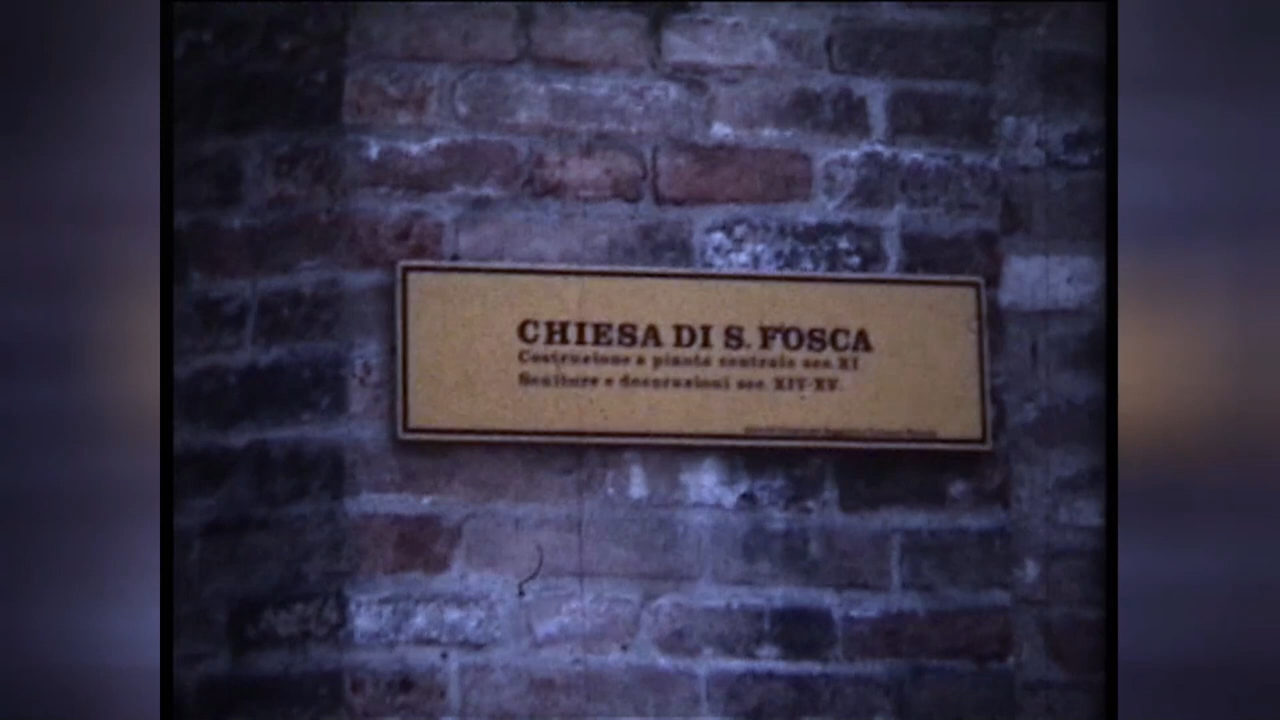 CHIESA DI S. FOSCA
Costruzione a pianta centrale sec. XI
Sculture e decorazioni sec. XIV-XV.